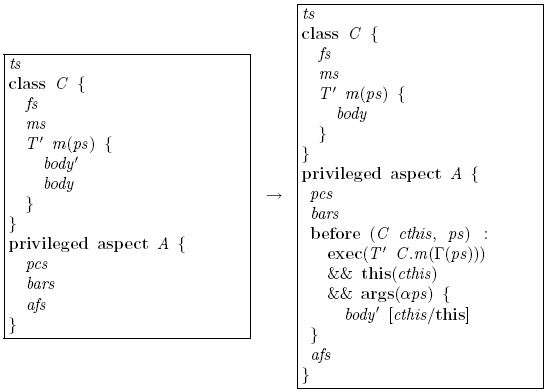 ts
class C {
fs
ms
T′ m(ps) {
body′
body
}
}
privileged aspect A {
pcs
bars
afs
}
→
ts
class C {
fs
ms
T′ m(ps) {
body
}
}
privileged aspect A {
pcs
bars
before (C cthis, ps) :
exec(T′ C.m(Γ(ps)))
&& this(cthis)
&& args(αps) {
body′ [cthis/this]
}
afs
}